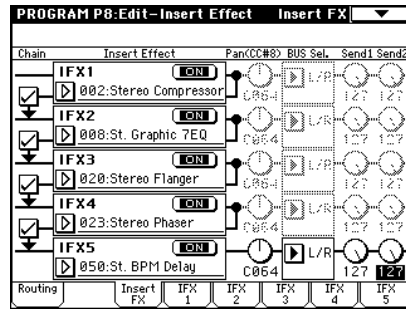 PROGRAM P8:Edit-Insert Effect Insert FX
Chain Insert Effect Pan(CC#8) BUS Sel. Send1 Send2
IFX1 ON
002:Stereo Compressor C064 L/R 127 127
IFX2 ON
008:St. Graphic 7EQ C064 L/R 127 127
IFX3 ON
020:Stereo Flanger C064 L/R 127 127
IFX4 ON
023:Stereo Phaser C064 L/R 127 127
IFX5 ON
050:St. BPM Delay C064 L/R 127 127
Routing Insert FX IFX 1 IFX 2 IFX 3 IFX 4 IFX 5